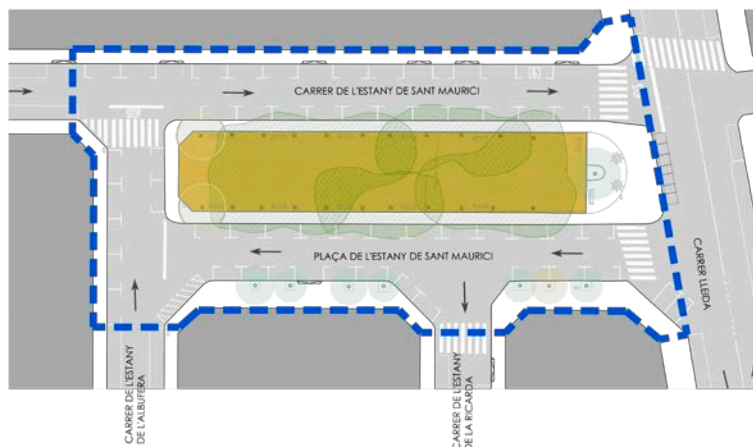 CARRER DE L'ESTANY DE SANT MAURICI
STOP
PLAÇA DE L'ESTANY DE SANT MAURICI
CARRER LLEIDA
CARRER DE L'ESTANY
DE L'ALBUFERA
CARRER DE L'ESTANY
DE LA RICARDA